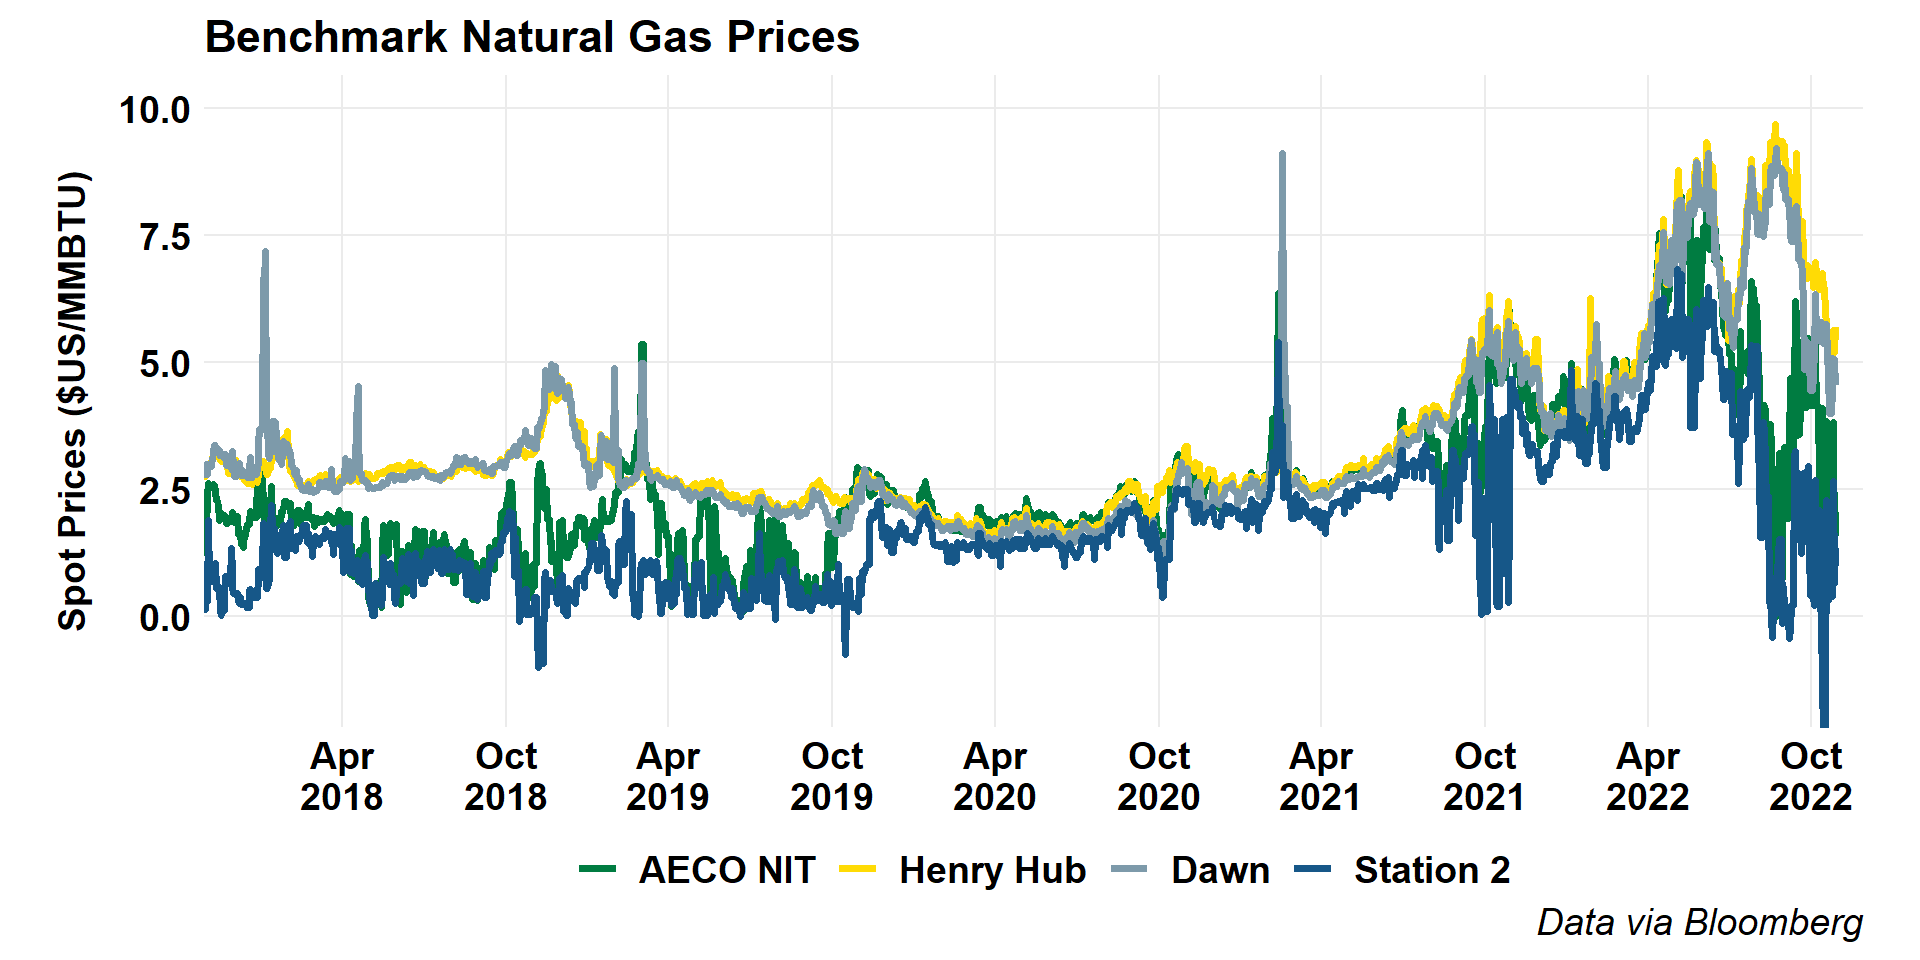 Benchmark Natural Gas Prices
Spot Prices ($US/MMBTU)
10.0
7.5
5.0
2.5
0.0
Apr Oct Apr Oct Apr Oct Apr Oct Apr Oct
2018 2018 2019 2019 2020 2020 2021 2021 2022 2022
AECO NIT Henry Hub Dawn Station 2
Data via Bloomberg